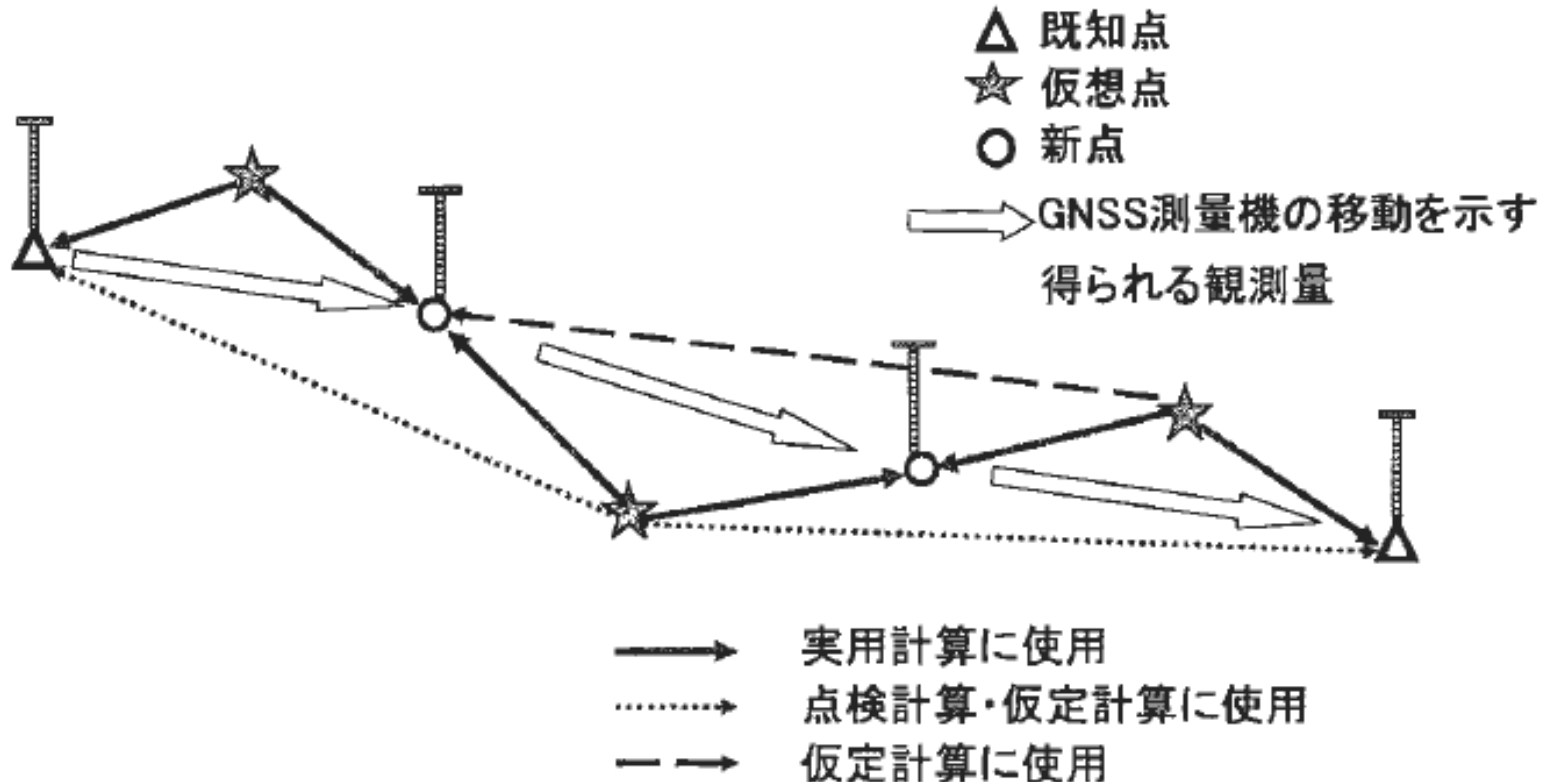 既知点
仮想点
新点
GNSS測量機の移動を示す
得られる観測量
実用計算に使用
点検計算・仮定計算に使用
仮定計算に使用